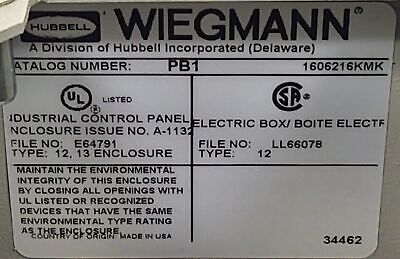 HUBBELL WIEGMANN®
A Division of Hubbell Incorporated (Delaware)
ATALOG NUMBER: PB1 1606216KMK
UL LISTED
NDUSTRIAL CONTROL PANEL
NCLOSURE ISSUE NO. A-1132
FILE NO: E64791
TYPE: 12, 13 ENCLOSURE
SA
ELECTRIC BOX/ BOITE ELECTR
FILE NO: LL66078
TYPE: 12
MAINTAIN THE ENVIRONMENTAL
INTEGRITY OF THIS ENCLOSURE
BY CLOSING ALL OPENINGS WITH
UL LISTED OR RECOGNIZED
DEVICES THAT HAVE THE SAME
ENVIRONMENTAL TYPE RATING
AS THE ENCLOSURE.
COUNTRY OF ORIGIN MADE IN USA
34462